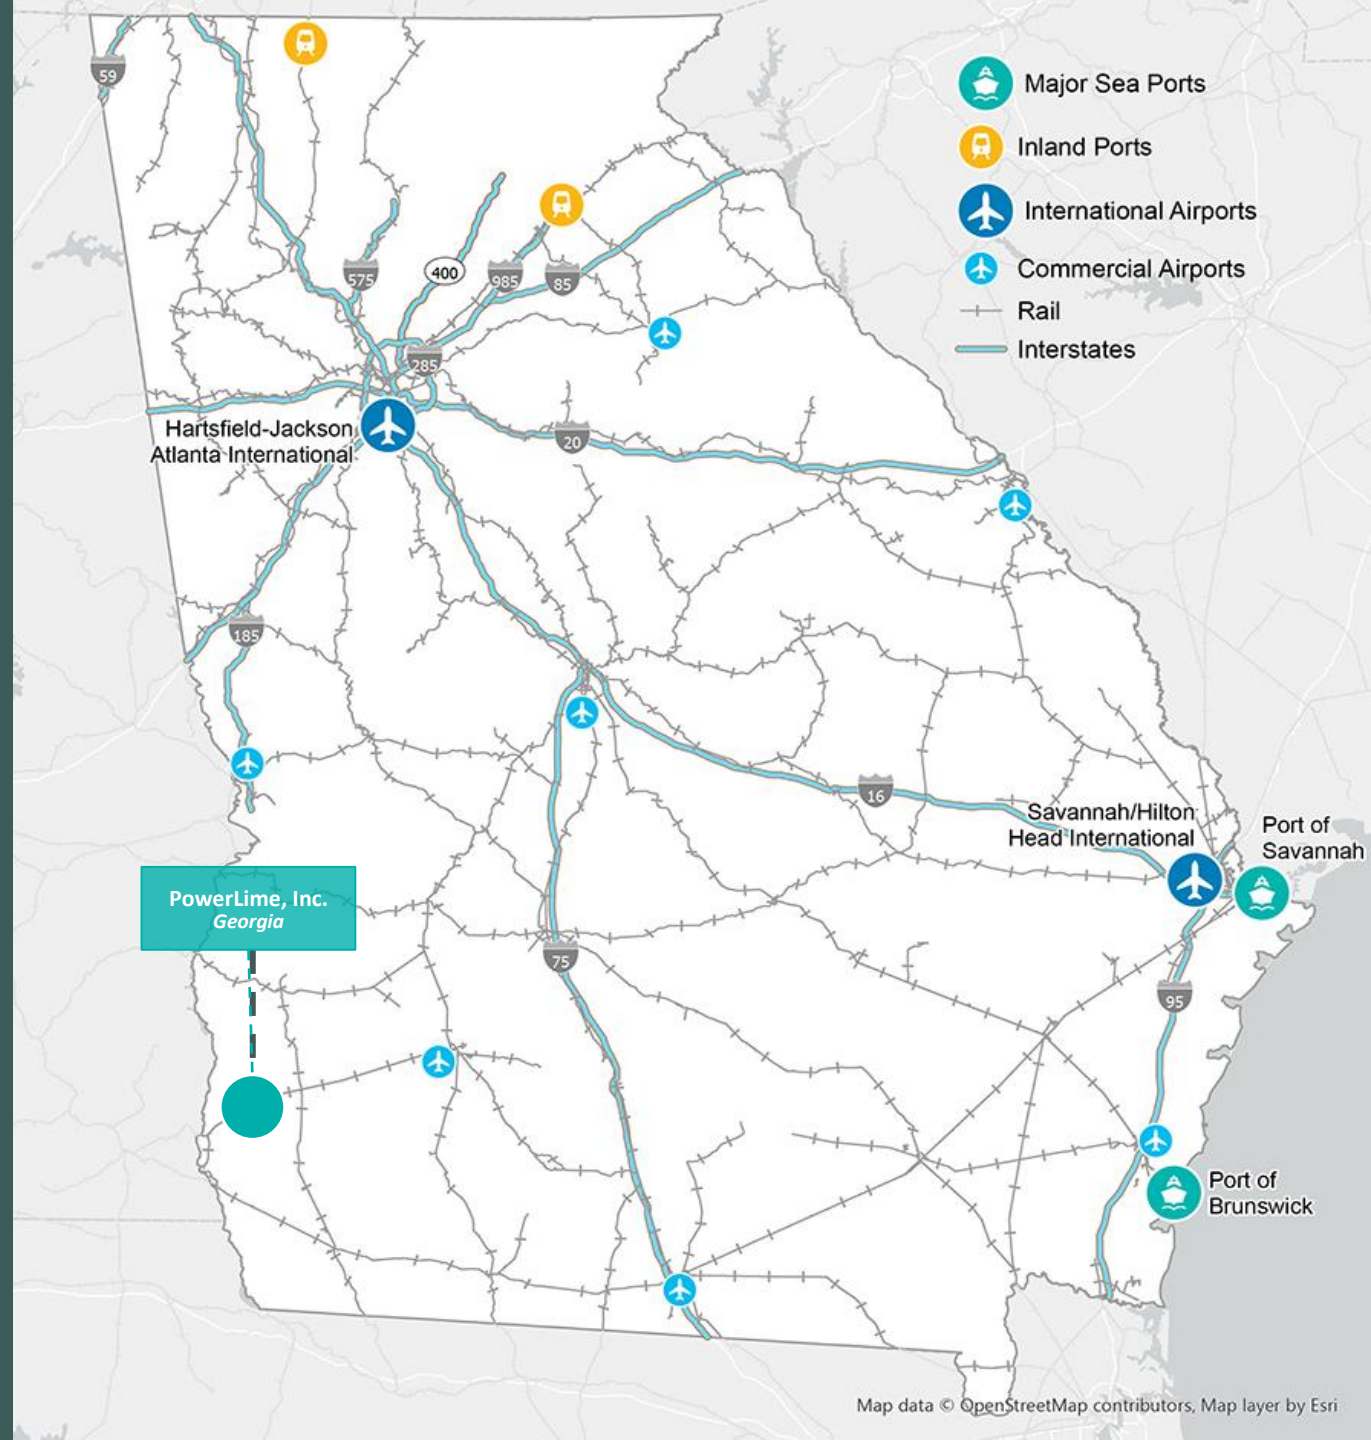 59
Major Sea Ports
Inland Ports
International Airports
Commercial Airports
Rail
Interstates
575
400
985
85
285
Hartsfield-Jackson
Atlanta International
20
185
16
Savannah/Hilton
Head International
Port of
Savannah
PowerLime, Inc.
Georgia
75
95
Port of
Brunswick
Map data © OpenStreetMap contributors, Map layer by Esri